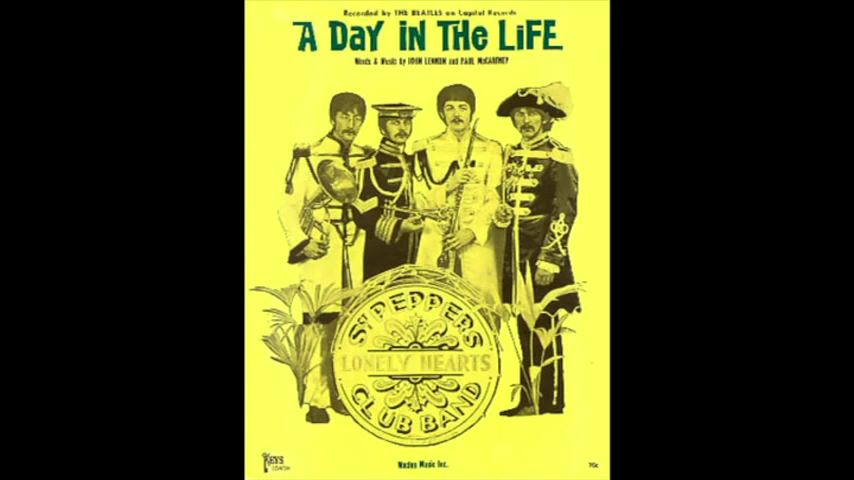 Recorded by THE BEATLES on Capitol Records
A DAY IN THE LIFE
Words & Music by JOHN LENNON and PAUL McCARTNEY
SGT. PEPPERS
LONELY HEARTS
CLUB BAND
KEYS
Maclen Music Inc.